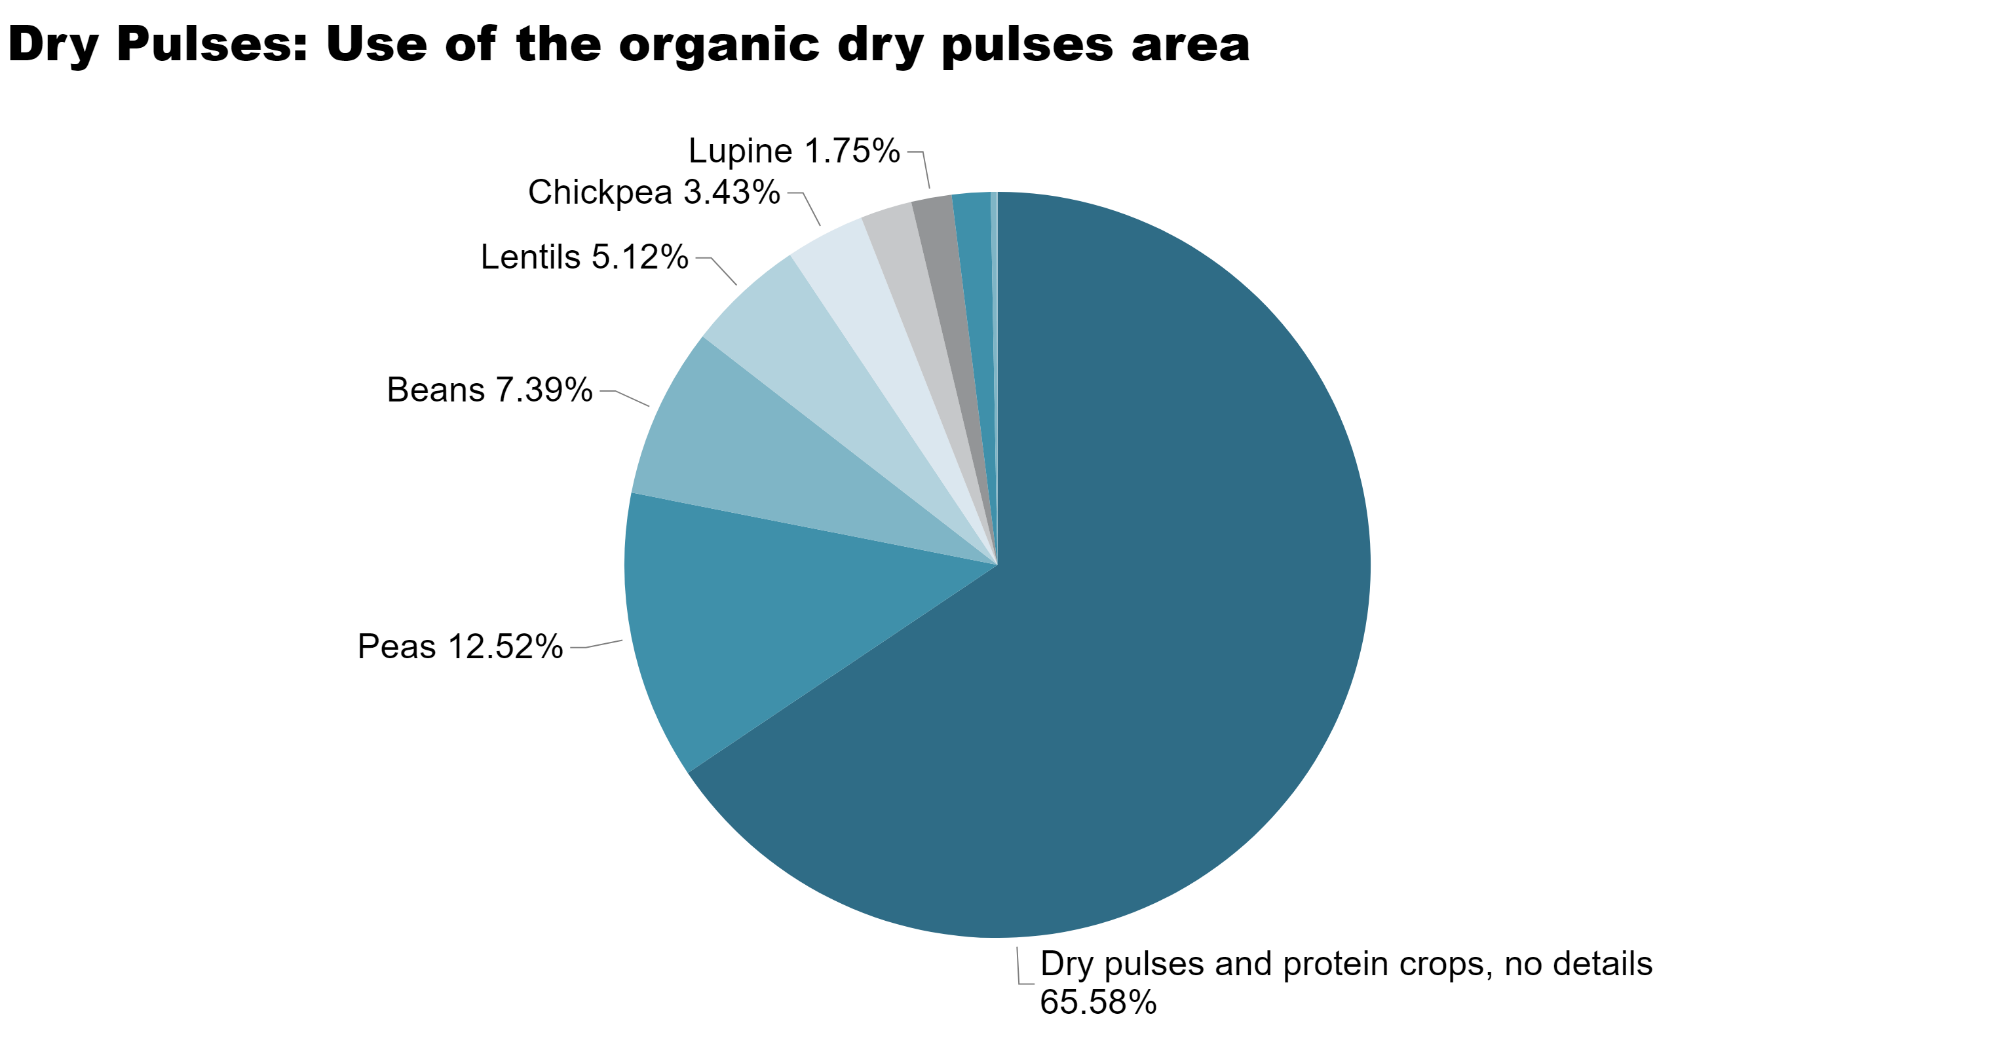 Dry Pulses: Use of the organic dry pulses area
Lupine 1.75%
Chickpea 3.43%
Lentils 5.12%
Beans 7.39%
Peas 12.52%
Dry pulses and protein crops, no details
65.58%